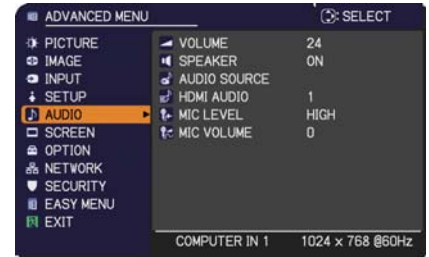 ADVANCED MENU : SELECT
PICTURE
IMAGE
INPUT
SETUP
AUDIO
SCREEN
OPTION
NETWORK
SECURITY
EASY MENU
EXIT
VOLUME 24
SPEAKER ON
AUDIO SOURCE
HDMI AUDIO 1
MIC LEVEL HIGH
MIC VOLUME 0
COMPUTER IN 1 1024 x 768 @60Hz